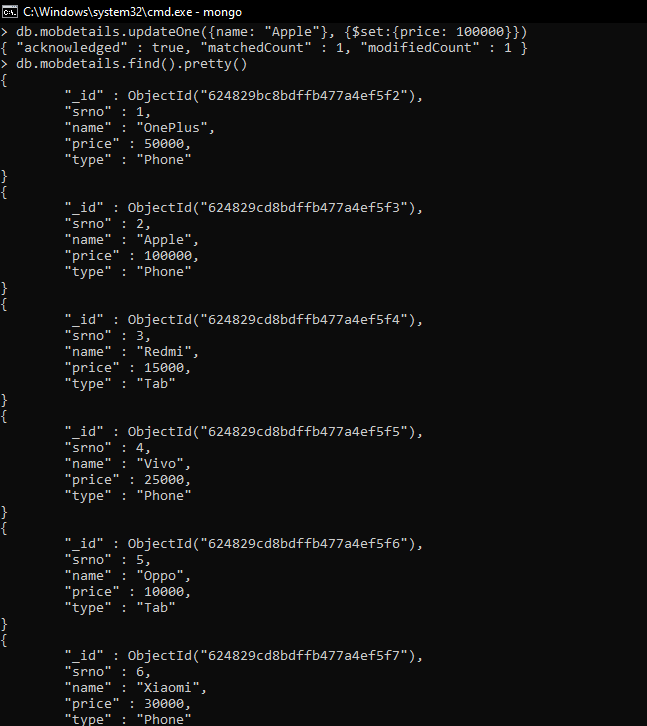 C:\Windows\system32\cmd.exe - mongo
> db.mobdetails.updateOne({name: "Apple"}, {$set:{price: 100000}})
{ "acknowledged" : true, "matchedCount" : 1, "modifiedCount" : 1 }
> db.mobdetails.find().pretty()
{
"_id" : ObjectId("624829bc8bdffb477a4ef5f2"),
"srno" : 1,
"name" : "OnePlus",
"price" : 50000,
"type" : "Phone"
}
{
"_id" : ObjectId("624829cd8bdffb477a4ef5f3"),
"srno" : 2,
"name" : "Apple",
"price" : 100000,
"type" : "Phone"
}
{
"_id" : ObjectId("624829cd8bdffb477a4ef5f4"),
"srno" : 3,
"name" : "Redmi",
"price" : 15000,
"type" : "Tab"
}
{
"_id" : ObjectId("624829cd8bdffb477a4ef5f5"),
"srno" : 4,
"name" : "Vivo",
"price" : 25000,
"type" : "Phone"
}
{
"_id" : ObjectId("624829cd8bdffb477a4ef5f6"),
"srno" : 5,
"name" : "Oppo",
"price" : 10000,
"type" : "Tab"
}
{
"_id" : ObjectId("624829cd8bdffb477a4ef5f7"),
"srno" : 6,
"name" : "Xiaomi",
"price" : 30000,
"type" : "Phone"